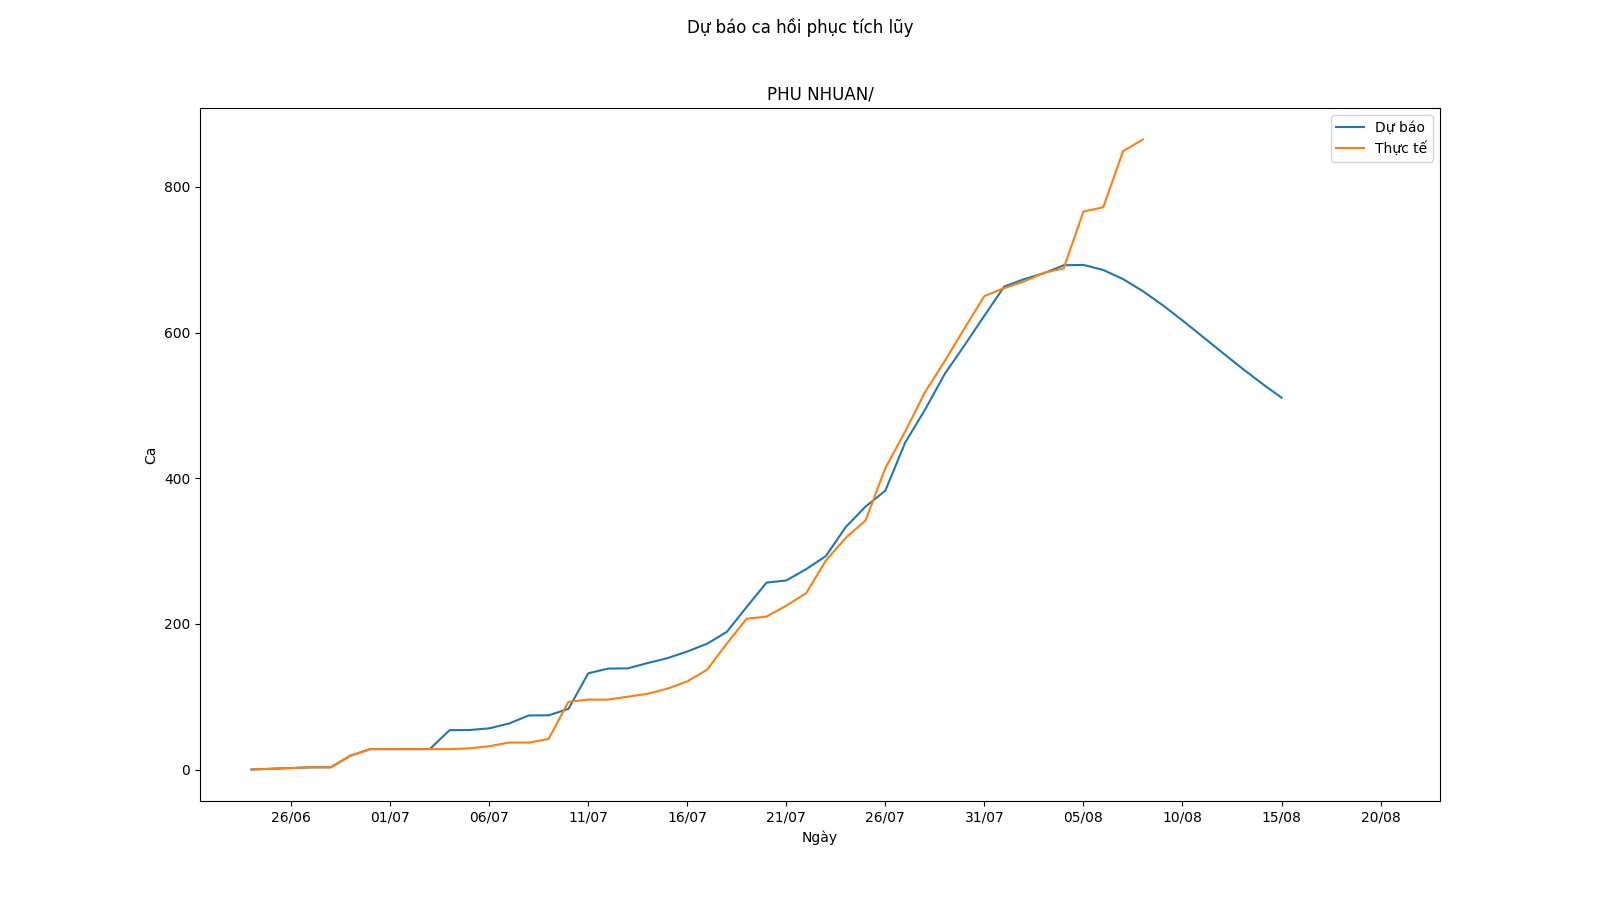 Dự báo ca hồi phục tích lũy
PHU NHUAN/
Dự báo
Thực tế
800
600
400
200
0
Ca
26/06 01/07 06/07 11/07 16/07 21/07 26/07 31/07 05/08 10/08 15/08 20/08
Ngày